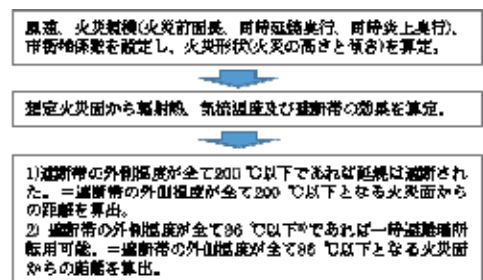 風速、火災規模(火災前面長、同時延焼奥行、同時炎上奥行)、
市街地係数を設定し、火災形状(火災の高さと傾き)を算定。
想定火災面から輻射熱、気流温度及び遮断帯の効果を算定。
1)遮断帯の外側温度が全て200 ℃以下であれば延焼は遮断され
た。＝遮断帯の外側温度が全て200 ℃以下となる火災面から
の距離を算出。
2) 遮断帯の外側温度が全て36 ℃以下であれば一時避難場所
転用可能。＝遮断帯の外側温度が全て36 ℃以下となる火災面
からの距離を算出。